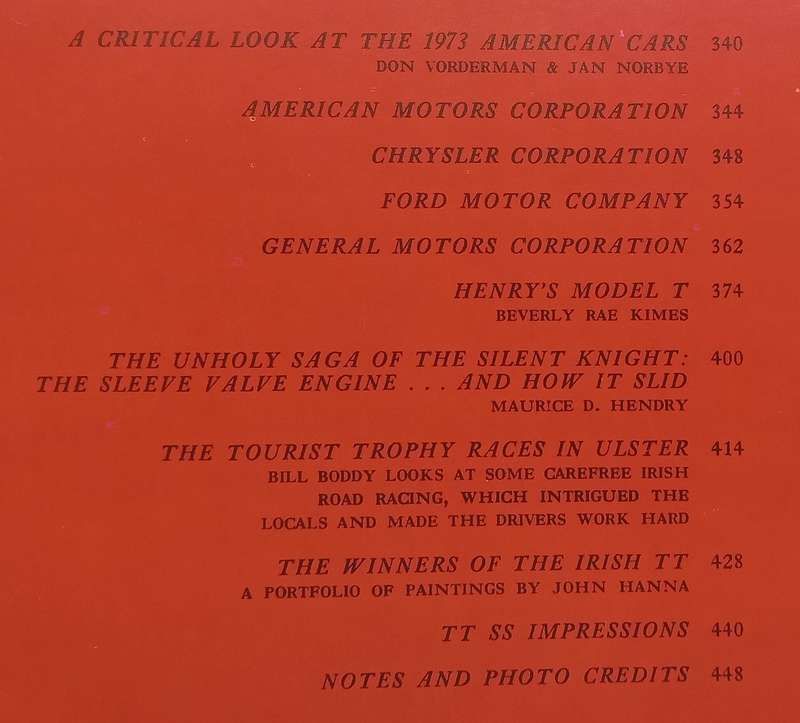 A CRITICAL LOOK AT THE 1973 AMERICAN CARS 340
DON VORDERMAN & JAN NORBYE
AMERICAN MOTORS CORPORATION 344
CHRYSLER CORPORATION 348
FORD MOTOR COMPANY 354
GENERAL MOTORS CORPORATION 362
HENRY'S MODEL T 374
BEVERLY RAE KIMES
THE UNHOLY SAGA OF THE SILENT KNIGHT: 400
THE SLEEVE VALVE ENGINE . . . AND HOW IT SLID
MAURICE D. HENDRY
THE TOURIST TROPHY RACES IN ULSTER 414
BILL BODDY LOOKS AT SOME CAREFREE IRISH
ROAD RACING, WHICH INTRIGUED THE
LOCALS AND MADE THE DRIVERS WORK HARD
THE WINNERS OF THE IRISH TT 428
A PORTFOLIO OF PAINTINGS BY JOHN HANNA
TT SS IMPRESSIONS 440
NOTES AND PHOTO CREDITS 448